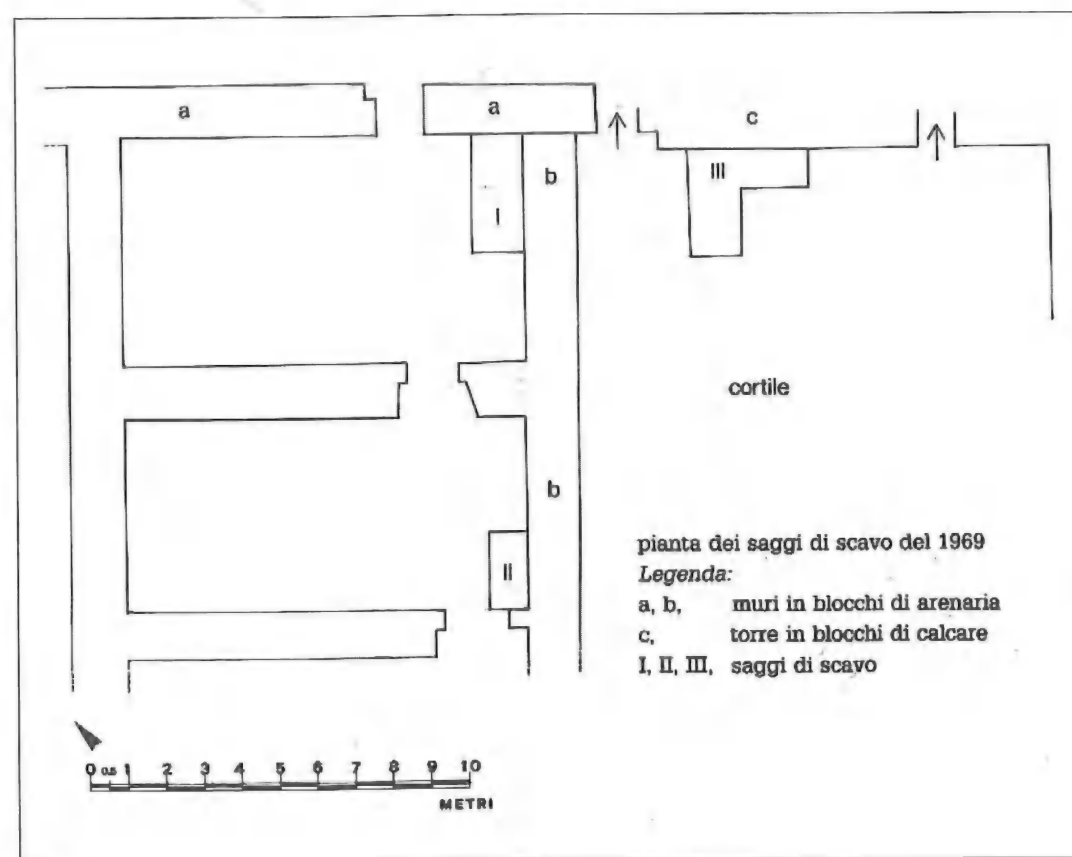 a
a
c
b
III
I
cortile
b
II
pianta dei saggi di scavo del 1969
Legenda:
a, b, muri in blocchi di arenaria
c, torre in blocchi di calcare
I, II, III, saggi di scavo
0 0.5 1 2 3 4 5 6 7 8 9 10
METRI